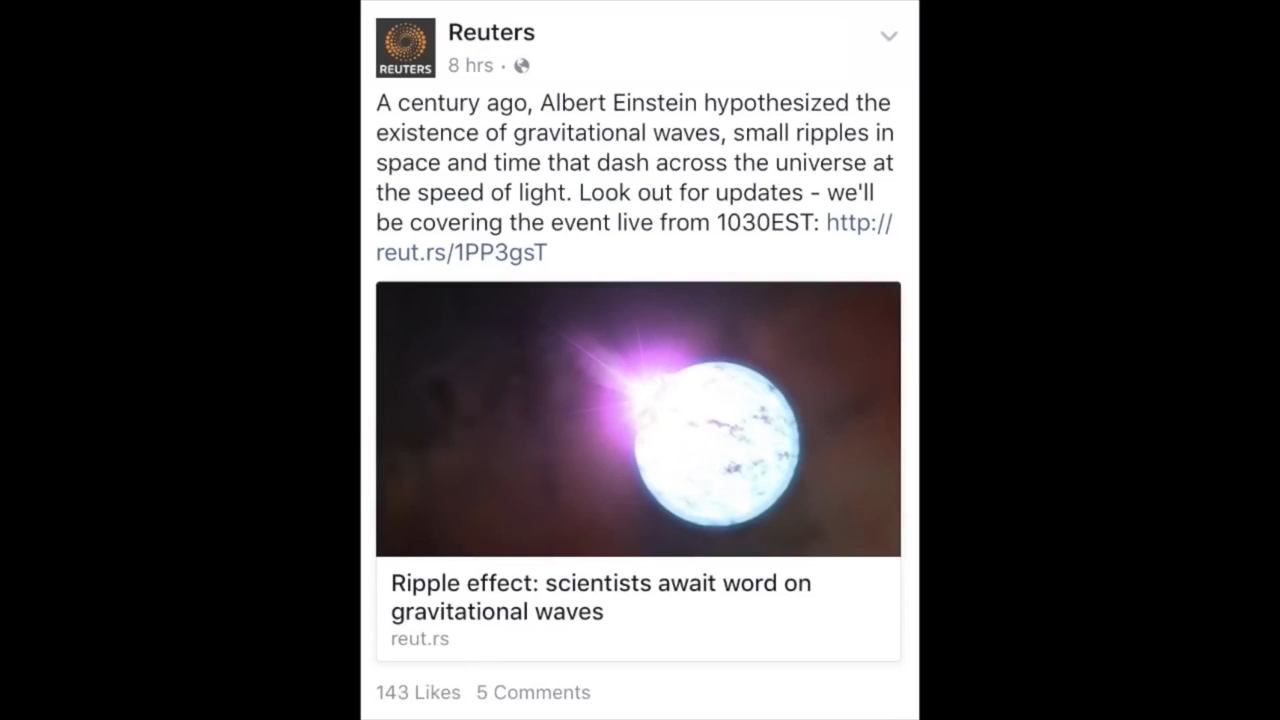 Reuters
REUTERS
8 hrs ·
A century ago, Albert Einstein hypothesized the
existence of gravitational waves, small ripples in
space and time that dash across the universe at
the speed of light. Look out for updates - we'll
be covering the event live from 1030EST: http://
reut.rs/1PP3gsT
Ripple effect: scientists await word on
gravitational waves
reut.rs
143 Likes 5 Comments